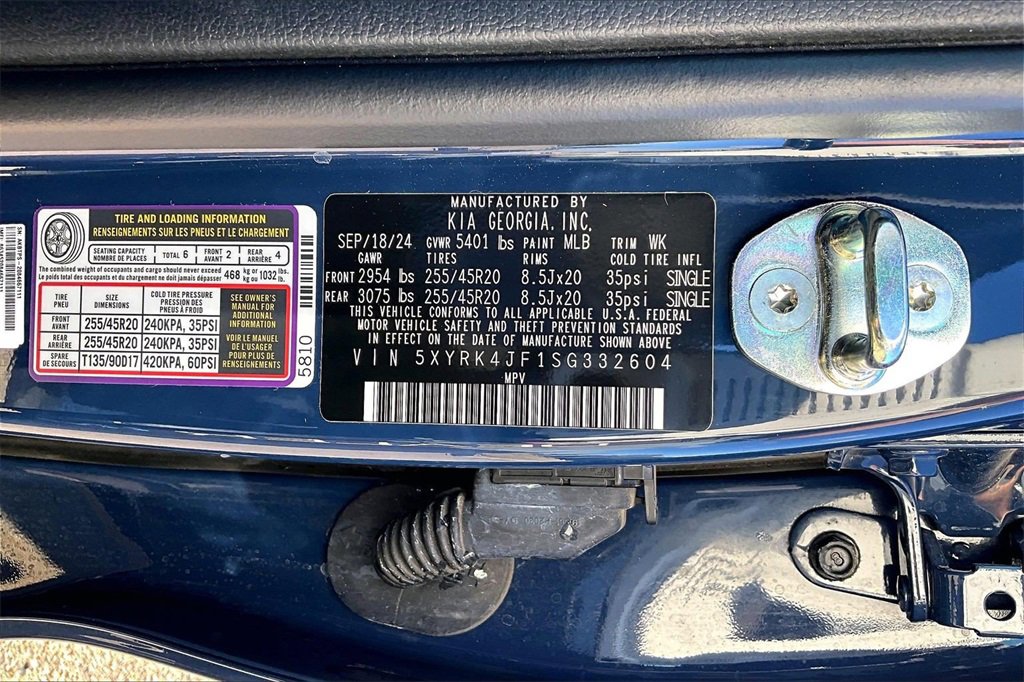 TIRE AND LOADING INFORMATION
RENSEIGNEMENTS SUR LES PNEUS ET LE CHARGEMENT
SEATING CAPACITY
NOMBRE DE PLACES
TOTAL 6
FRONT
AVANT 2
REAR
ARRIÈRE 4
The combined weight of occupants and cargo should never exceed
Le poids total des occupants et du chargement ne doit jamais dépasser
468 kg or 1032 lbs.
kg ou lb.
TIRE
PNEU
SIZE
DIMENSIONS
COLD TIRE PRESSURE
PRESSION DES
PNEUS À FROID
FRONT
AVANT
255/45R20
240KPA, 35PSI
REAR
ARRIÈRE
255/45R20
240KPA, 35PSI
SPARE
DE SECOURS
T135/90D17
420KPA, 60PSI
SEE OWNER'S
MANUAL FOR
ADDITIONAL
INFORMATION
VOIR LE MANUEL
DE L'USAGER
POUR PLUS DE
RENSEIGNEMENTS
5810
MANUFACTURED BY
KIA GEORGIA, INC.
SEP/18/24 GVWR 5401 lbs PAINT MLB TRIM WK
GAWR TIRES RIMS COLD TIRE INFL
FRONT 2954 lbs 255/45R20 8.5Jx20 35psi SINGLE
REAR 3075 lbs 255/45R20 8.5Jx20 35psi SINGLE
THIS VEHICLE CONFORMS TO ALL APPLICABLE U.S.A. FEDERAL
MOTOR VEHICLE SAFETY AND THEFT PREVENTION STANDARDS
IN EFFECT ON THE DATE OF MANUFACTURE SHOWN ABOVE.
VIN 5XYRK4JF1SG332604
MPV